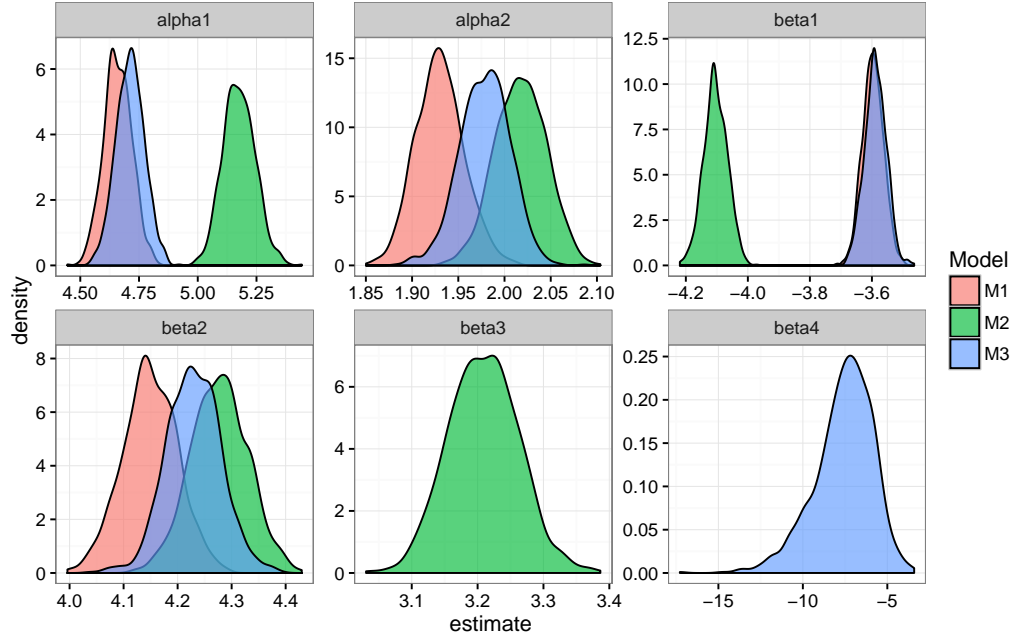 alpha1 alpha2 beta1
6
4
2
0
4.50 4.75 5.00 5.25
15
10
5
0
1.85 1.90 1.95 2.00 2.05 2.10
12.5
10.0
7.5
5.0
2.5
0.0
−4.2 −4.0 −3.8 −3.6
beta2 beta3 beta4
8
6
4
2
0
4.0 4.1 4.2 4.3 4.4
6
4
2
0
3.1 3.2 3.3 3.4
0.25
0.20
0.15
0.10
0.05
0.00
−15 −10 −5
density
estimate
Model
M1
M2
M3